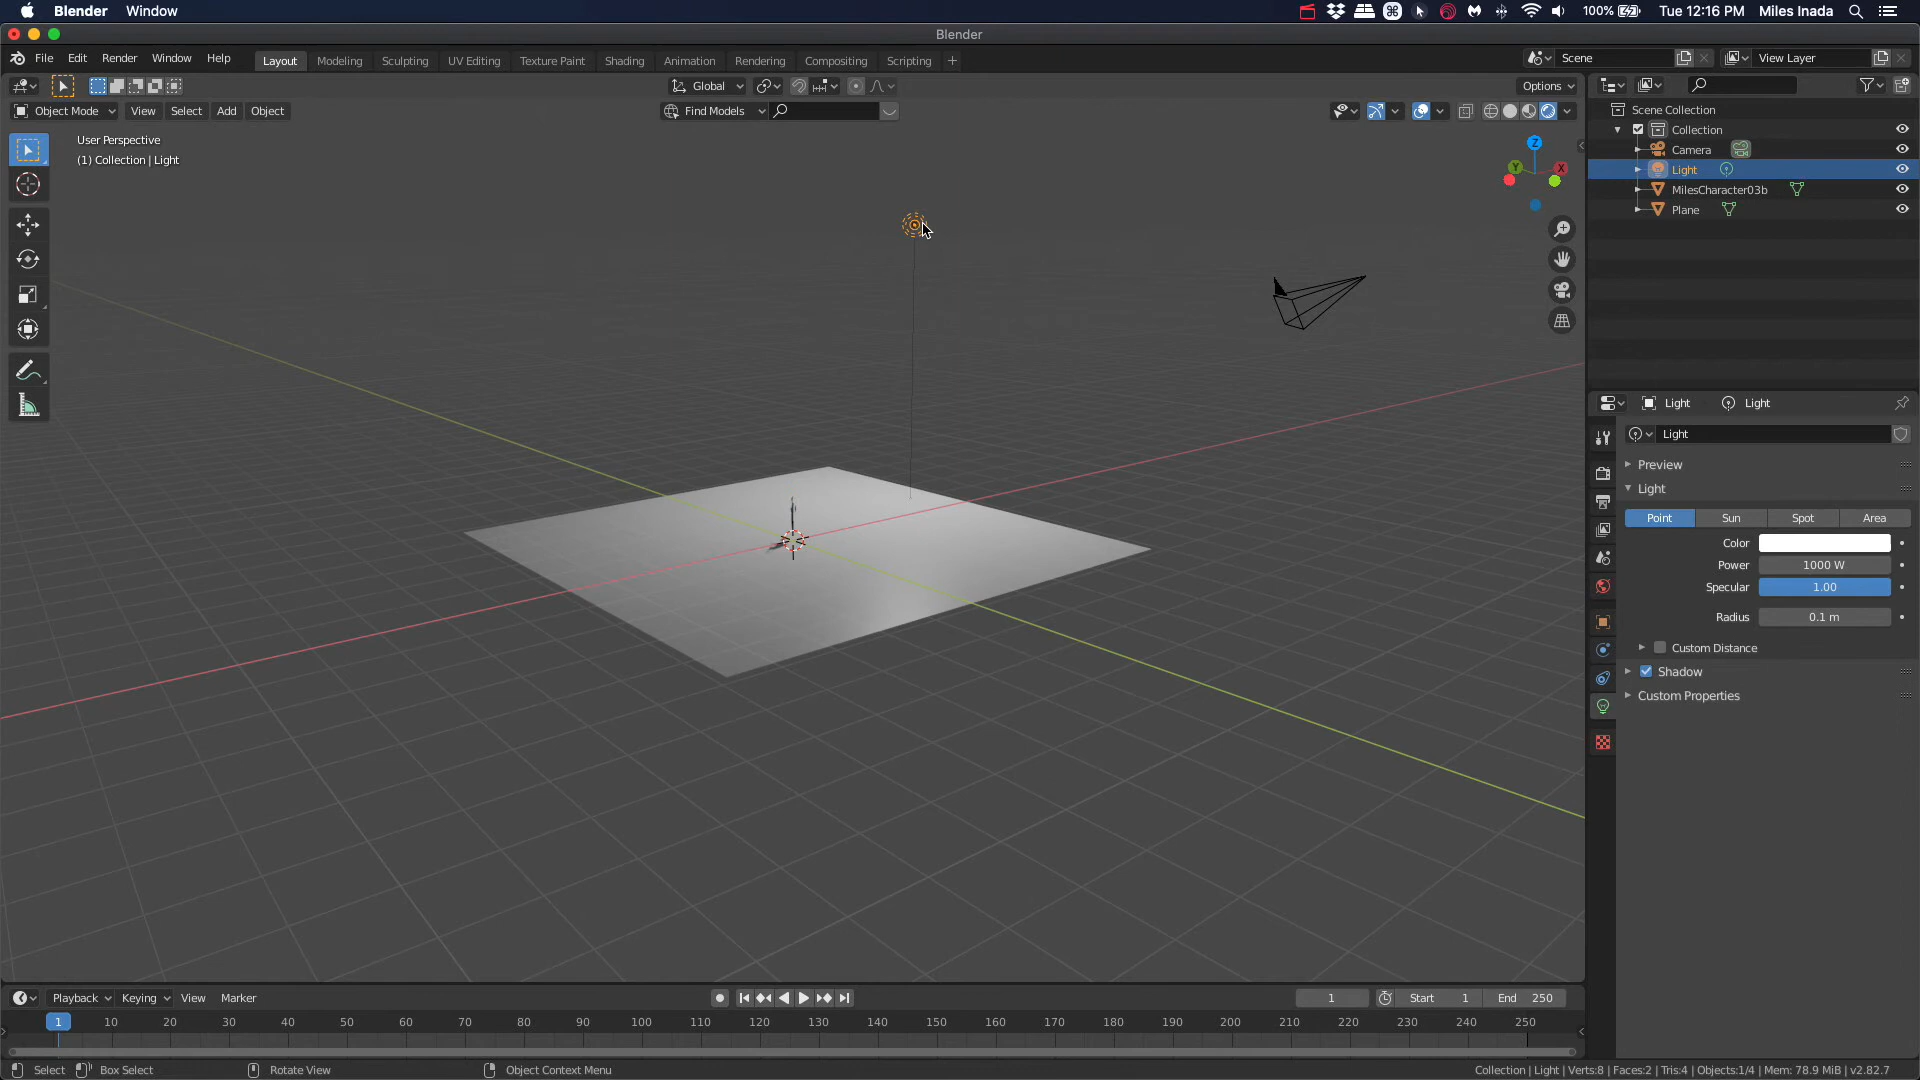 Blender Window 100% Tue 12:16 PM Miles Inada
Blender
File Edit Render Window Help Layout Modeling Sculpting UV Editing Texture Paint Shading Animation Rendering Compositing Scripting + Scene View Layer
Global Options
Object Mode View Select Add Object Find Models
User Perspective
(1) Collection | Light
Z
Y X
Scene Collection
Collection
Camera
Light
MilesCharacter03b
Plane
Light Light
Light
Preview
Light
Point Sun Spot Area
Color
Power 1000 W
Specular 1.00
Radius 0.1 m
Custom Distance
Shadow
Custom Properties
Playback Keying View Marker 1 Start 1 End 250
1 10 20 30 40 50 60 70 80 90 100 110 120 130 140 150 160 170 180 190 200 210 220 230 240 250
Select Box Select Rotate View Object Context Menu Collection | Light | Verts:8 | Faces:2 | Tris:4 | Objects:1/4 | Mem: 78.9 MiB | v2.82.7